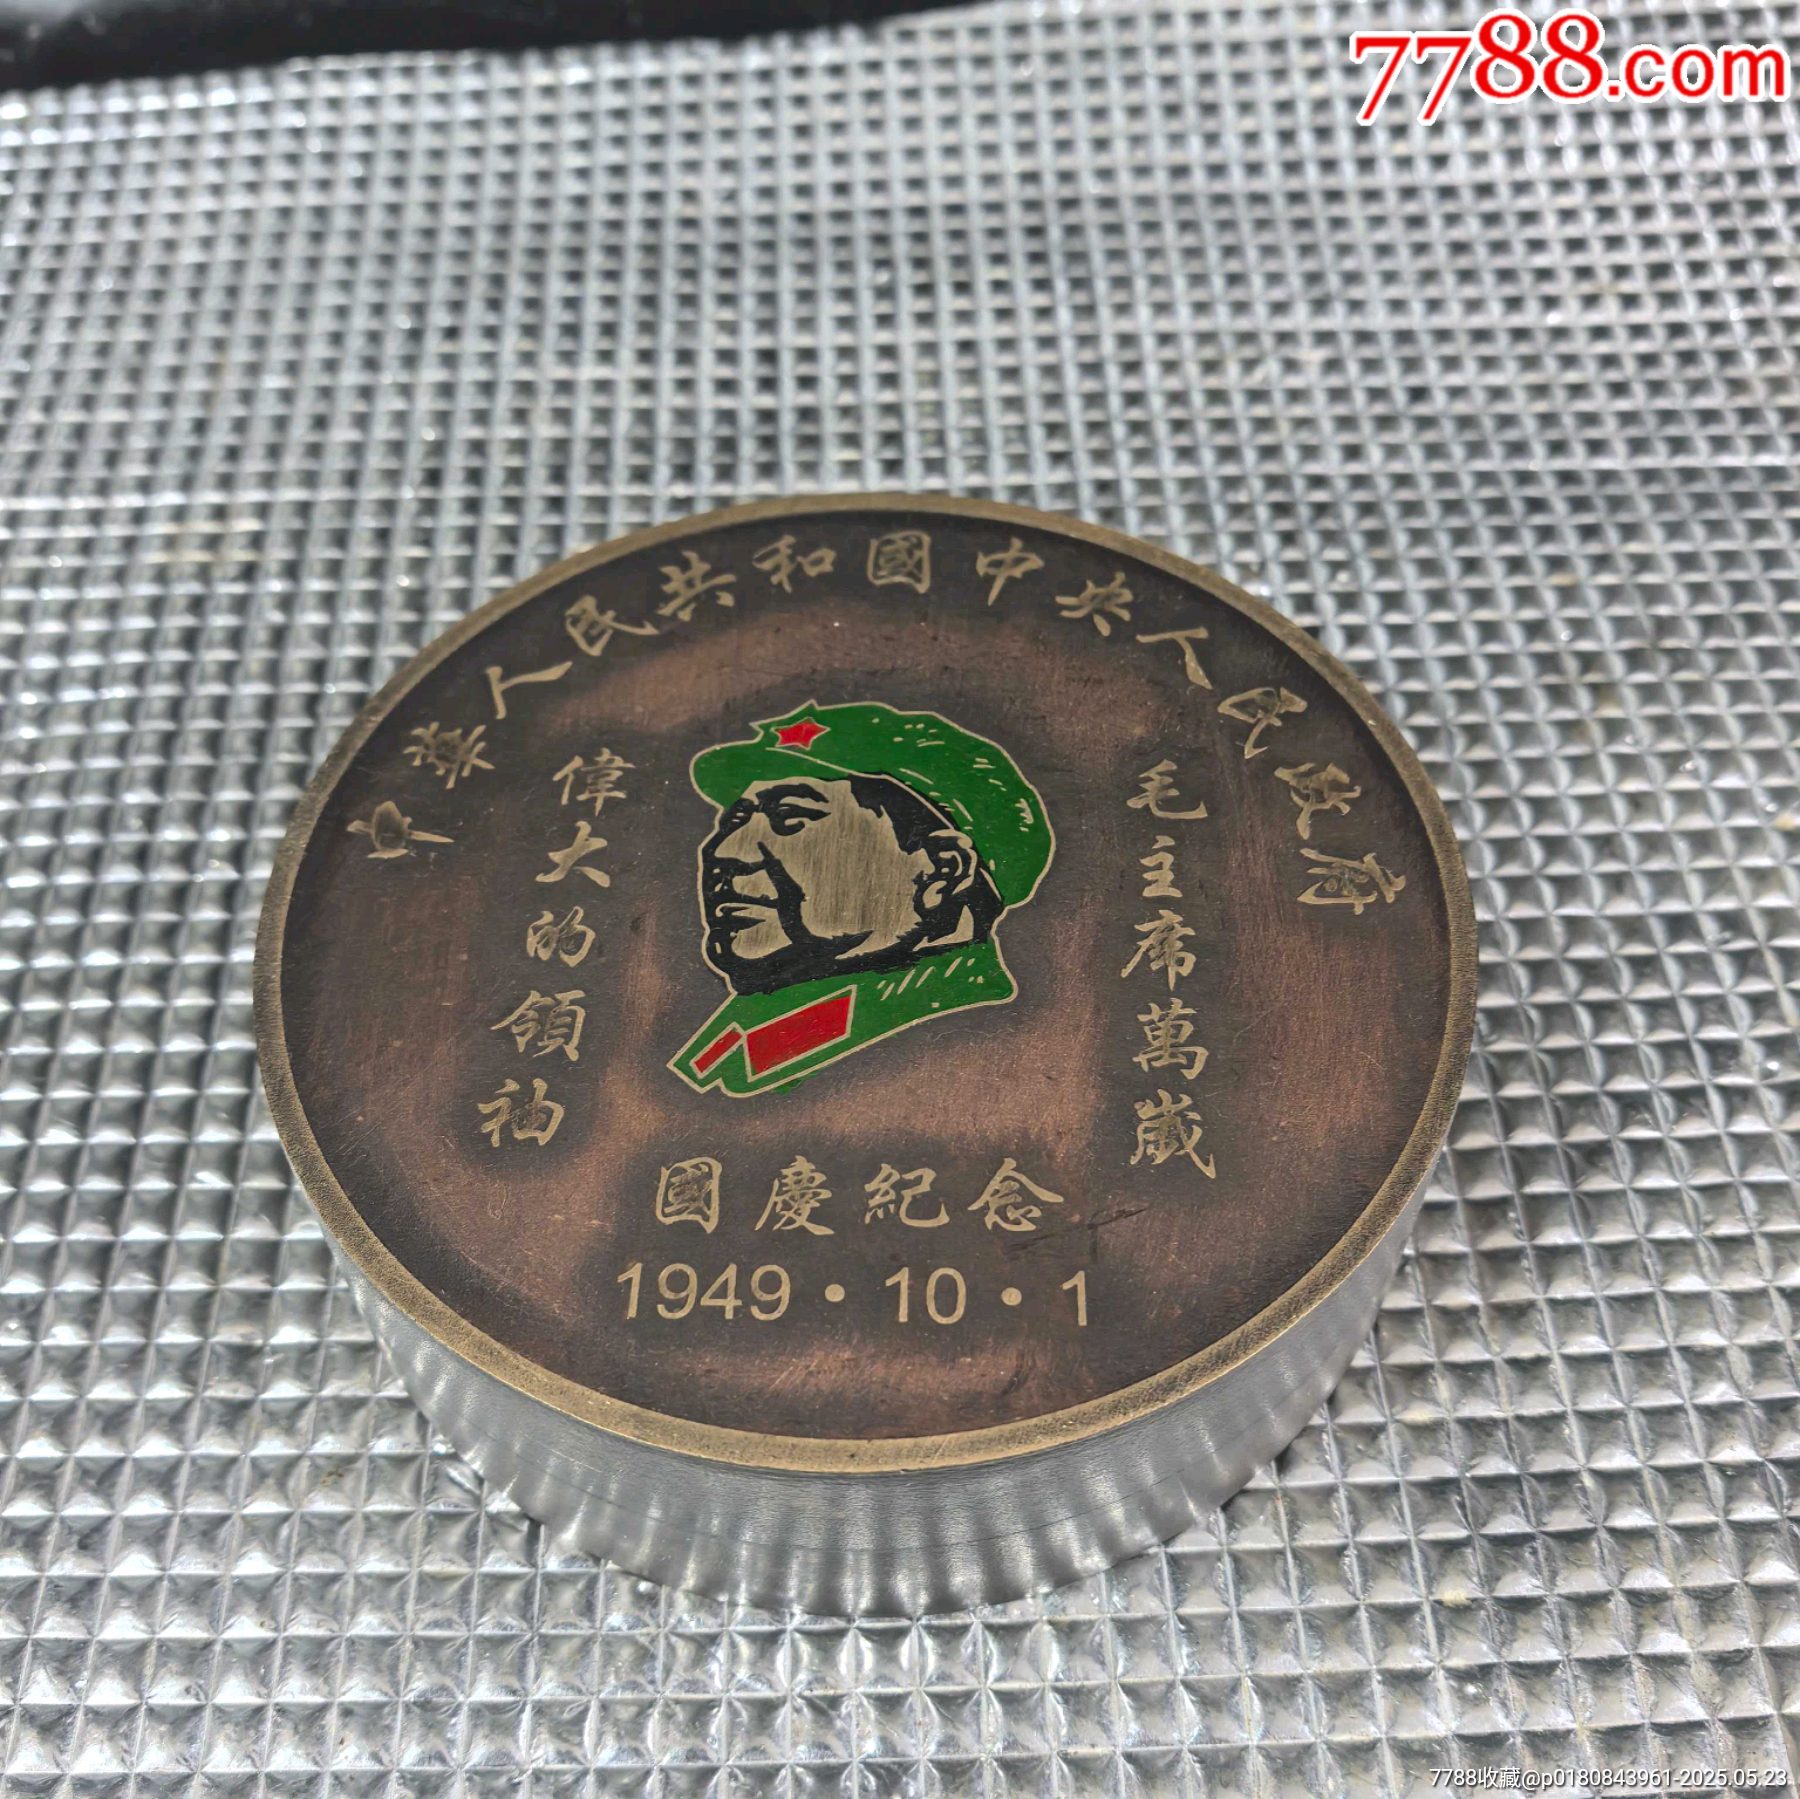 7788.com
中華人民共和國中央人民政府
偉大的領袖
毛主席萬歲
國慶紀念
1949·10·1
7788收藏@p0180843961-2025.05.23